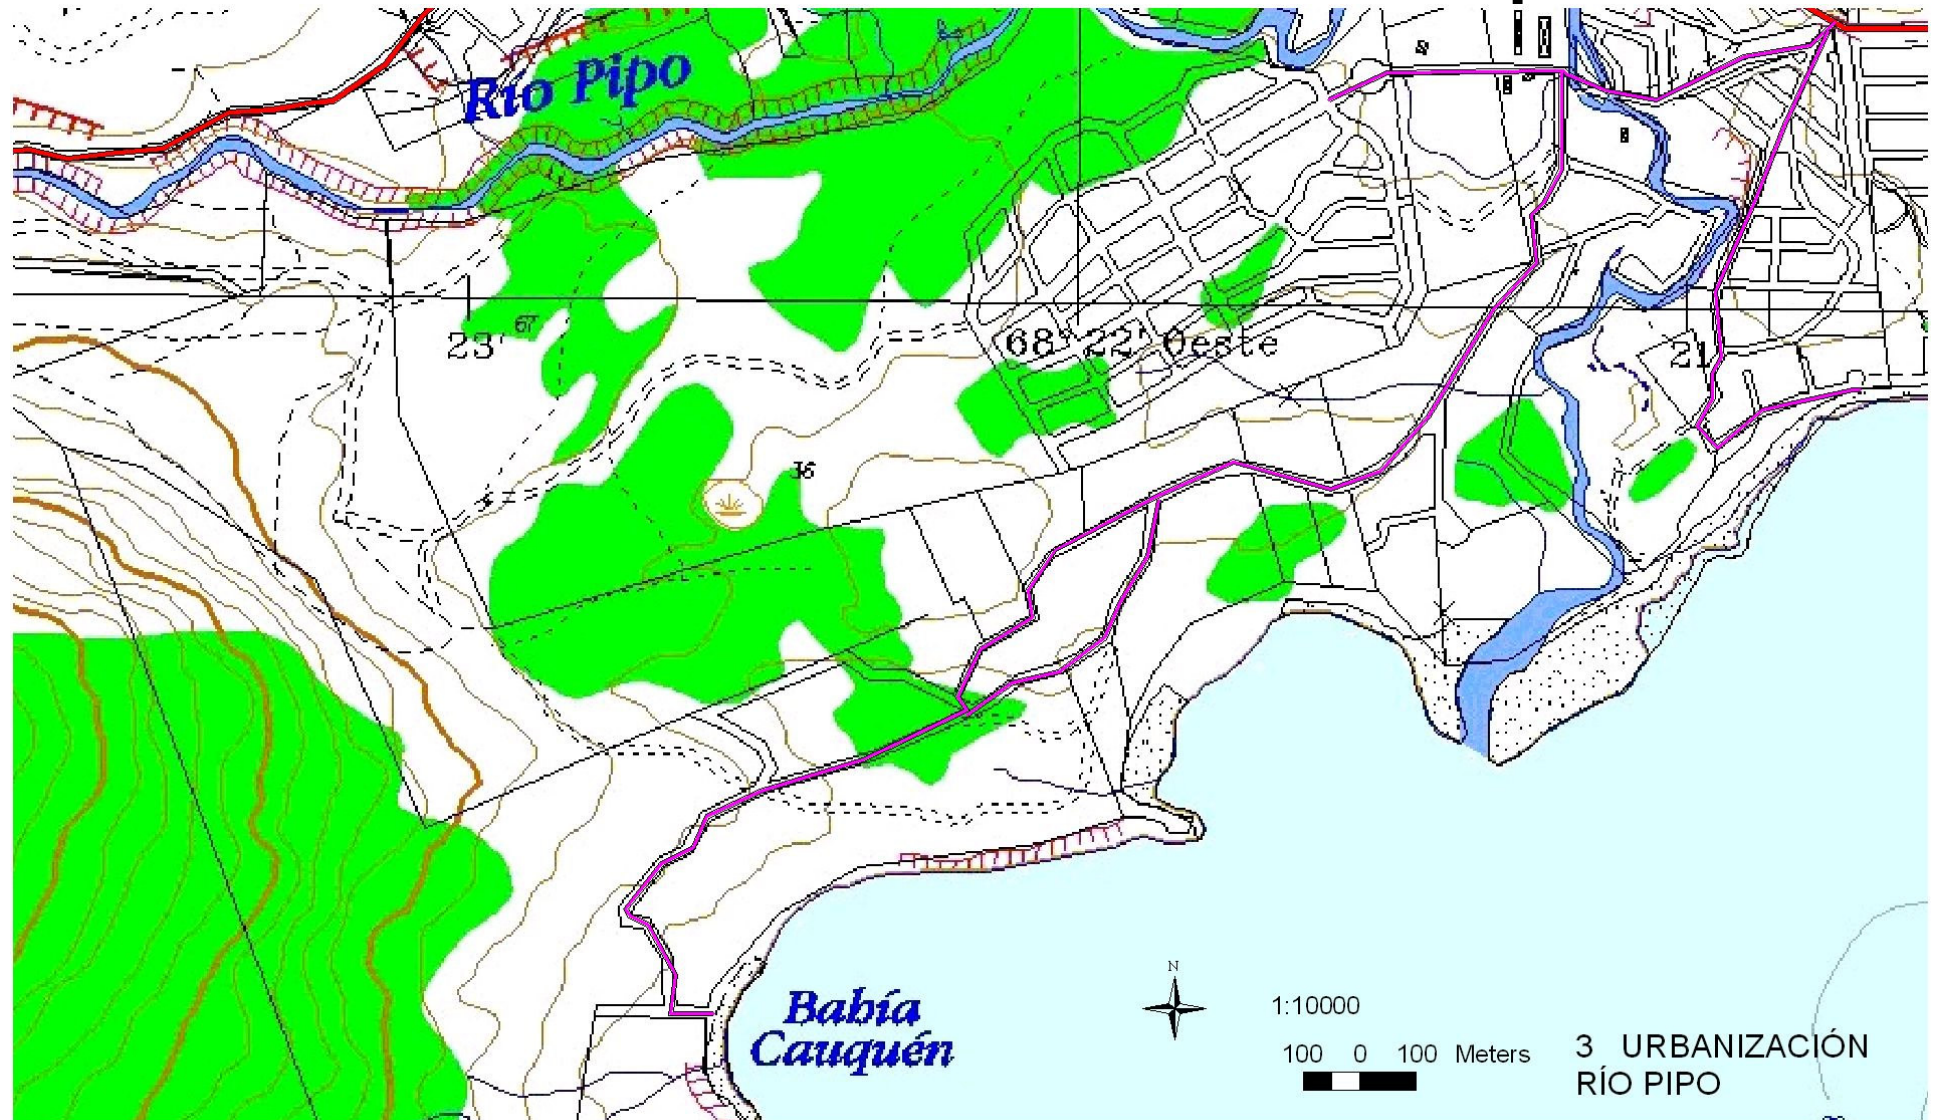 Río Pipo
67
23'
68° 22' Oeste
21'
36
N
Bahía
Cauquén
1:10000
100 0 100 Meters
3 URBANIZACIÓN
RÍO PIPO